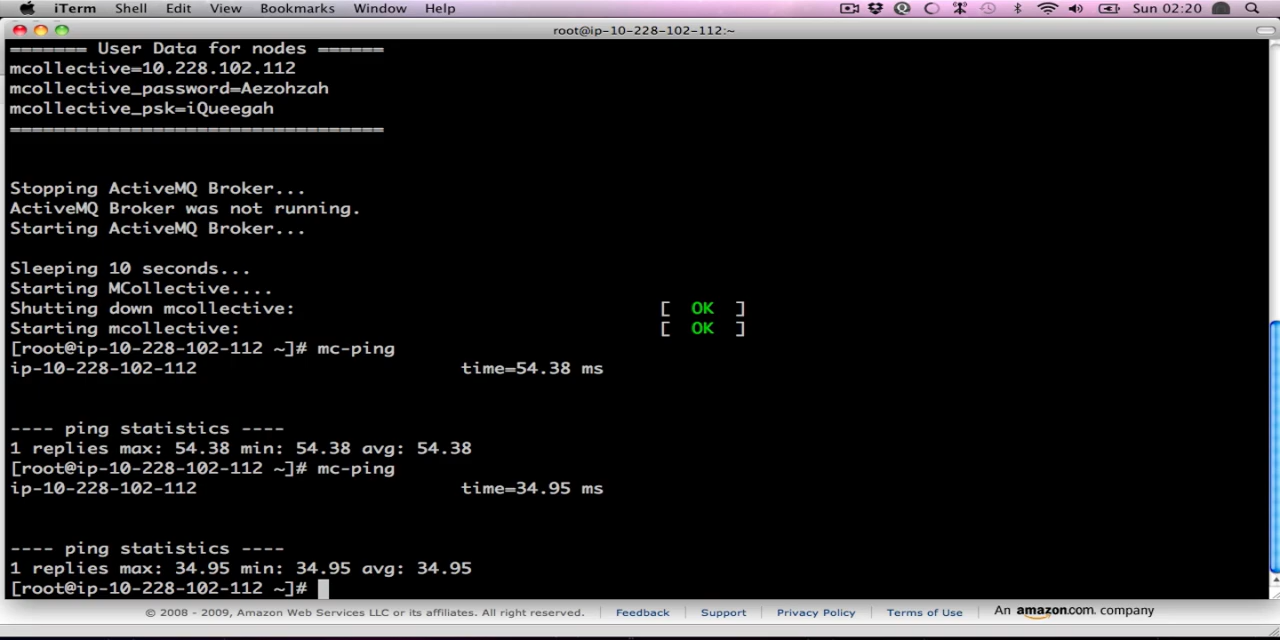 iTerm Shell Edit View Bookmarks Window Help Sun 02:20
root@ip-10-228-102-112:~
======= User Data for nodes ======
mcollective=10.228.102.112
mcollective_password=Aezohzah
mcollective_psk=iQueegah
==================================
Stopping ActiveMQ Broker...
ActiveMQ Broker was not running.
Starting ActiveMQ Broker...
Sleeping 10 seconds...
Starting MCollective....
Shutting down mcollective: [ OK ]
Starting mcollective: [ OK ]
[root@ip-10-228-102-112 ~]# mc-ping
ip-10-228-102-112 time=54.38 ms
---- ping statistics ----
1 replies max: 54.38 min: 54.38 avg: 54.38
[root@ip-10-228-102-112 ~]# mc-ping
ip-10-228-102-112 time=34.95 ms
---- ping statistics ----
1 replies max: 34.95 min: 34.95 avg: 34.95
[root@ip-10-228-102-112 ~]#
© 2008 - 2009, Amazon Web Services LLC or its affiliates. All right reserved. | Feedback | Support | Privacy Policy | Terms of Use | An amazon.com. company